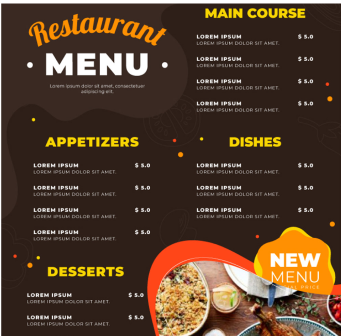 Restaurant
MENU
Lorem ipsum dolor sit amet, consectetuer
adipiscing elit.
MAIN COURSE
LOREM IPSUM $ 5.0
LOREM IPSUM DOLOR SIT AMET.
LOREM IPSUM $ 5.0
LOREM IPSUM DOLOR SIT AMET.
LOREM IPSUM $ 5.0
LOREM IPSUM DOLOR SIT AMET.
LOREM IPSUM $ 5.0
LOREM IPSUM DOLOR SIT AMET.
APPETIZERS
LOREM IPSUM $ 5.0
LOREM IPSUM DOLOR SIT AMET.
LOREM IPSUM $ 5.0
LOREM IPSUM DOLOR SIT AMET.
LOREM IPSUM $ 5.0
LOREM IPSUM DOLOR SIT AMET.
LOREM IPSUM $ 5.0
LOREM IPSUM DOLOR SIT AMET.
DISHES
LOREM IPSUM $ 5.0
LOREM IPSUM DOLOR SIT AMET.
LOREM IPSUM $ 5.0
LOREM IPSUM DOLOR SIT AMET.
LOREM IPSUM $ 5.0
LOREM IPSUM DOLOR SIT AMET.
LOREM IPSUM $ 5.0
LOREM IPSUM DOLOR SIT AMET.
DESSERTS
LOREM IPSUM $ 5.0
LOREM IPSUM DOLOR SIT AMET.
LOREM IPSUM $ 5.0
LOREM IPSUM DOLOR SIT AMET.
NEW
MENU
PRICE